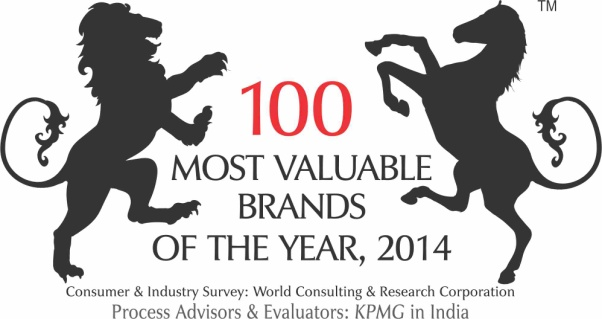 TM
100
MOST VALUABLE
BRANDS
OF THE YEAR, 2014
Consumer & Industry Survey: World Consulting & Research Corporation
Process Advisors & Evaluators: KPMG in India